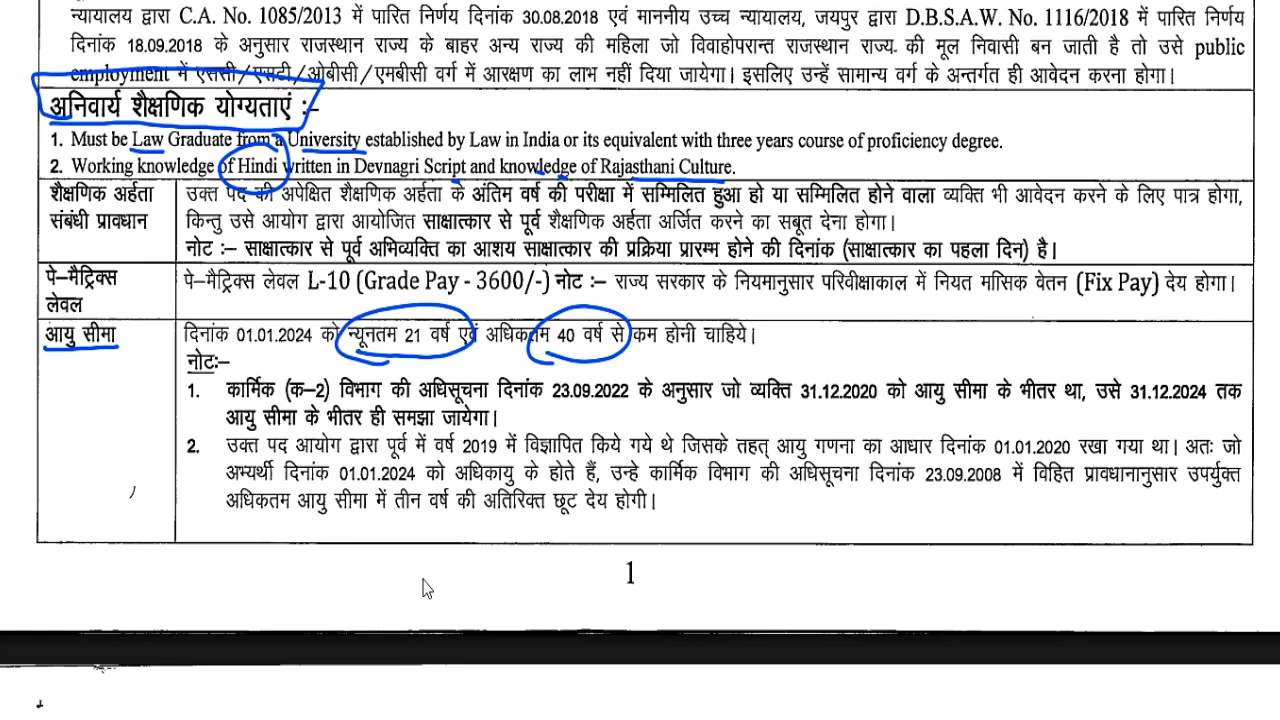 न्यायालय द्वारा C.A. No. 1085/2013 में पारित निर्णय दिनांक 30.08.2018 एवं माननीय उच्च न्यायालय, जयपुर द्वारा D.B.S.A.W. No. 1116/2018 में पारित निर्णय
दिनांक 18.09.2018 के अनुसार राजस्थान राज्य के बाहर अन्य राज्य की महिला जो विवाहोपरान्त राजस्थान राज्य की मूल निवासी बन जाती है तो उसे public
employment में एससी/एसटी/ओबीसी/एमबीसी वर्ग में आरक्षण का लाभ नहीं दिया जायेगा। इसलिए उन्हें सामान्य वर्ग के अन्तर्गत ही आवेदन करना होगा।
अनिवार्य शैक्षणिक योग्यताएं :–
1. Must be Law Graduate from a University established by Law in India or its equivalent with three years course of proficiency degree.
2. Working knowledge of Hindi written in Devnagri Script and knowledge of Rajasthani Culture.
शैक्षणिक अर्हता संबंधी प्रावधान
उक्त पद की अपेक्षित शैक्षणिक अर्हता के अंतिम वर्ष की परीक्षा में सम्मिलित हुआ हो या सम्मिलित होने वाला व्यक्ति भी आवेदन करने के लिए पात्र होगा,
किन्तु उसे आयोग द्वारा आयोजित साक्षात्कार से पूर्व शैक्षणिक अर्हता अर्जित करने का सबूत देना होगा।
नोट :– साक्षात्कार से पूर्व अभिव्यक्ति का आशय साक्षात्कार की प्रक्रिया प्रारम्भ होने की दिनांक (साक्षात्कार का पहला दिन) है।
पे–मैट्रिक्स लेवल
पे–मैट्रिक्स लेवल L-10 (Grade Pay - 3600/-) नोट :– राज्य सरकार के नियमानुसार परिवीक्षाकाल में नियत मासिक वेतन (Fix Pay) देय होगा।
आयु सीमा
दिनांक 01.01.2024 को न्यूनतम 21 वर्ष एवं अधिकतम 40 वर्ष से कम होनी चाहिये।
नोटः–
1. कार्मिक (क–2) विभाग की अधिसूचना दिनांक 23.09.2022 के अनुसार जो व्यक्ति 31.12.2020 को आयु सीमा के भीतर था, उसे 31.12.2024 तक
आयु सीमा के भीतर ही समझा जायेगा।
2. उक्त पद आयोग द्वारा पूर्व में वर्ष 2019 में विज्ञापित किये गये थे जिसके तहत् आयु गणना का आधार दिनांक 01.01.2020 रखा गया था। अतः जो
अभ्यर्थी दिनांक 01.01.2024 को अधिकायु के होते हैं, उन्हे कार्मिक विभाग की अधिसूचना दिनांक 23.09.2008 में विहित प्रावधानानुसार उपर्युक्त
अधिकतम आयु सीमा में तीन वर्ष की अतिरिक्त छूट देय होगी।
1